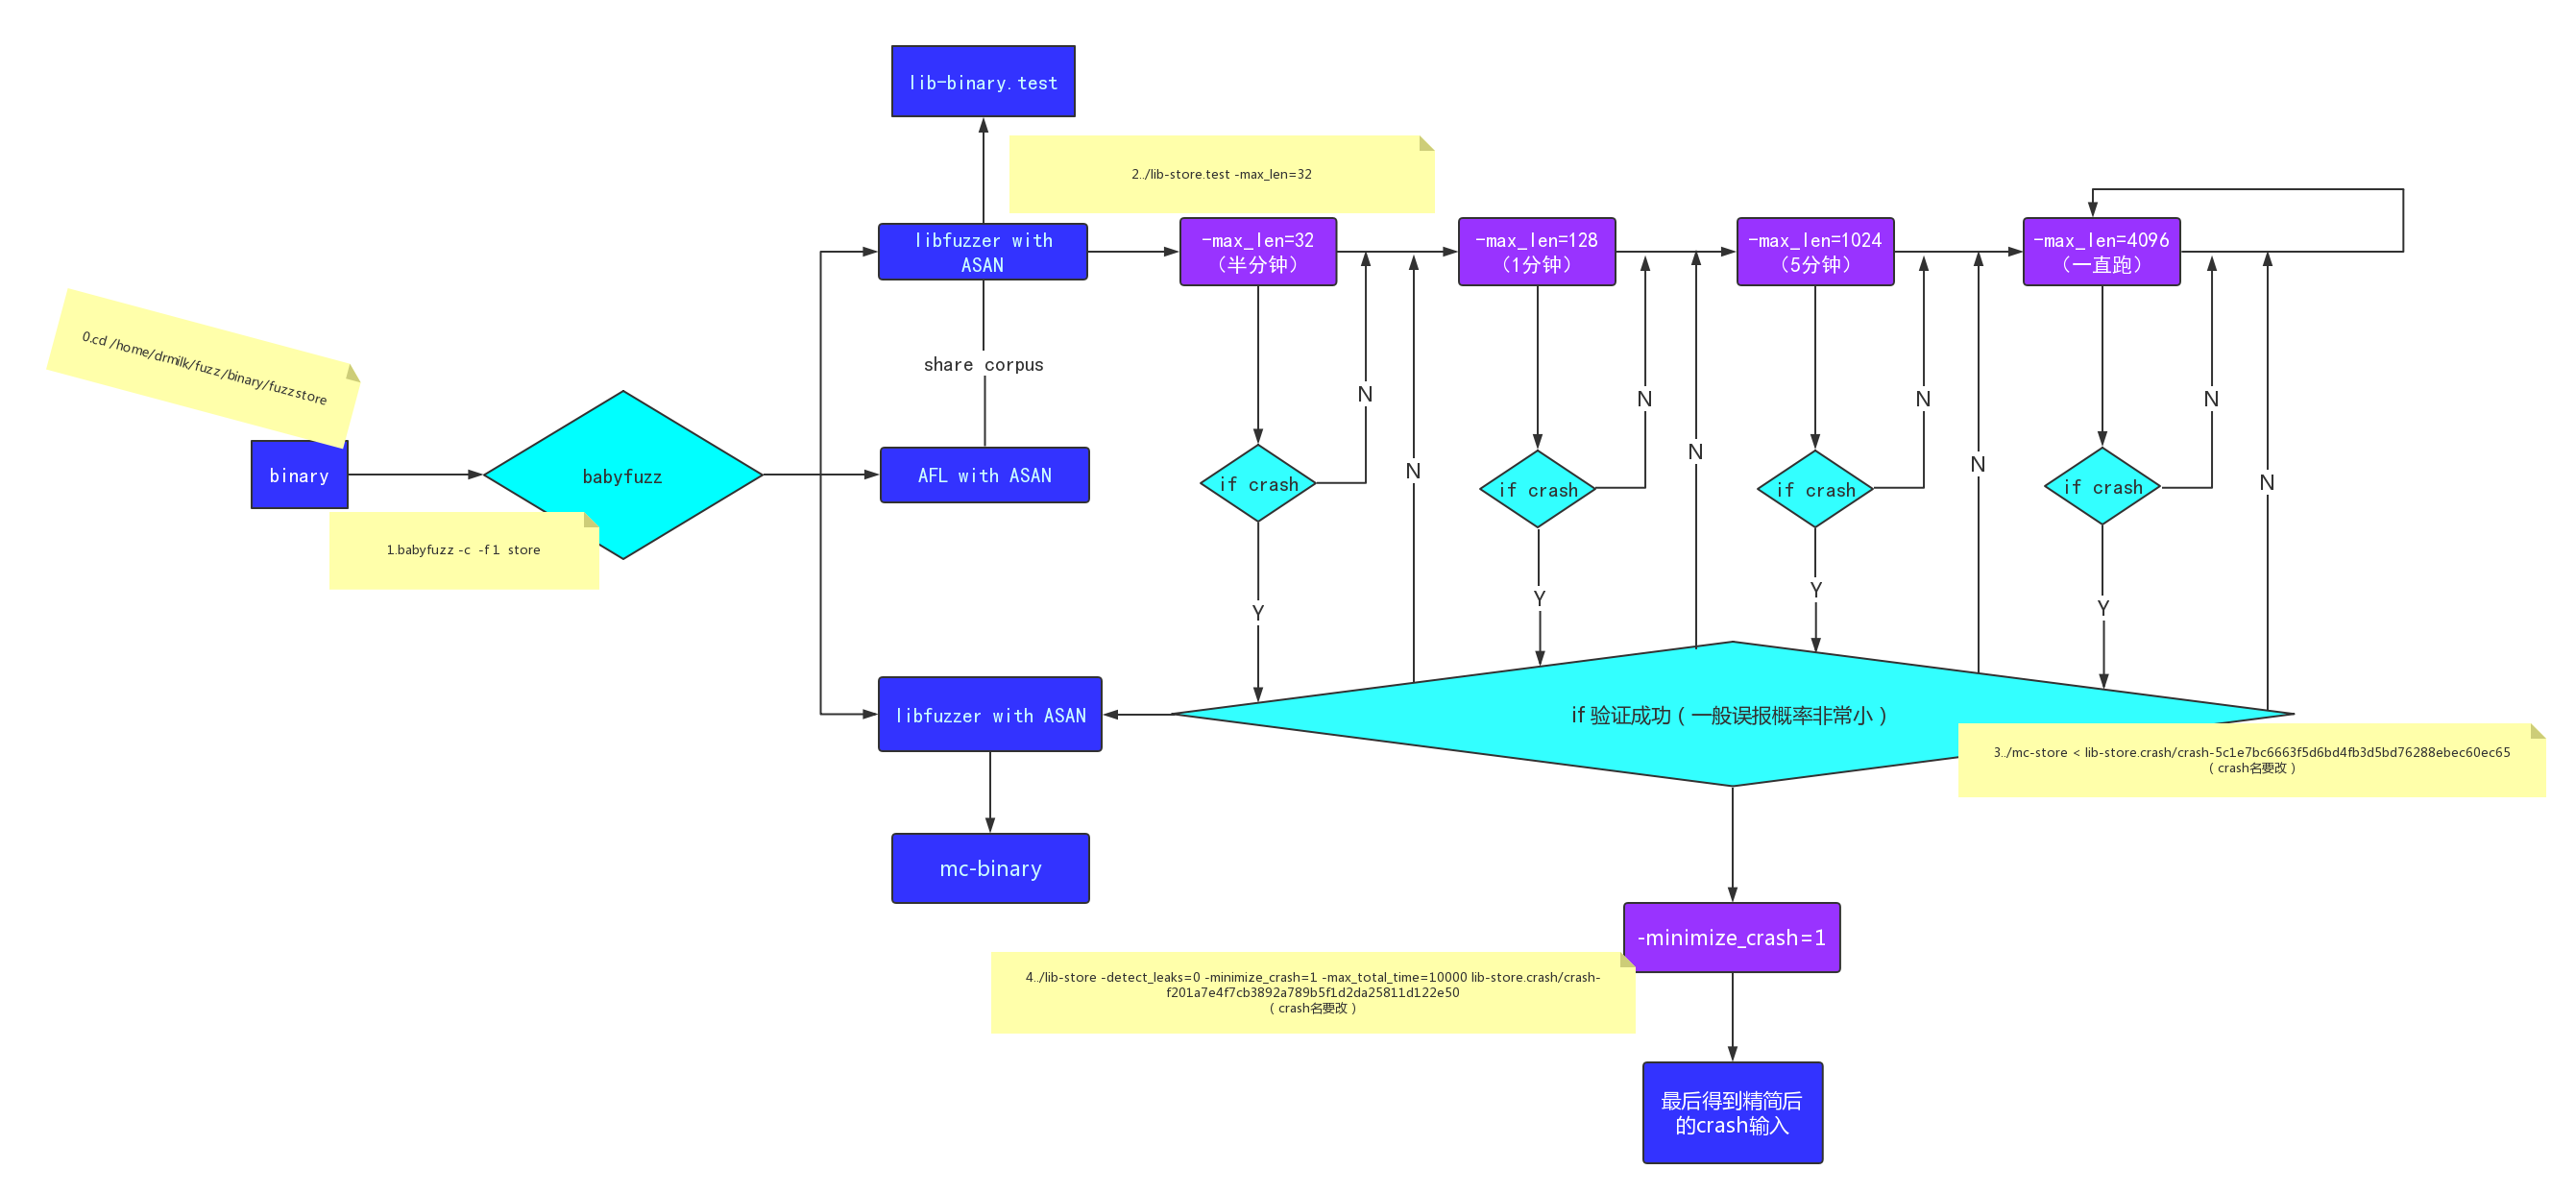 lib-binary.test
2../lib-store.test -max_len=32
libfuzzer with
ASAN
-max_len=32
（半分钟）
-max_len=128
（1分钟）
-max_len=1024
（5分钟）
-max_len=4096
（一直跑）
0.cd /home/drmilk/fuzz/binary/fuzzstore
share corpus
N
N
N
N
binary
babyfuzz
AFL with ASAN
if crash
if crash
if crash
if crash
N
N
N
N
1.babyfuzz -c  -f 1  store
Y
Y
Y
Y
libfuzzer with ASAN
if 验证成功（一般误报概率非常小）
3../mc-store < lib-store.crash/crash-5c1e7bc6663f5d6bd4fb3d5bd76288ebec60ec65
（crash名要改）
mc-binary
-minimize_crash=1
4../lib-store -detect_leaks=0 -minimize_crash=1 -max_total_time=10000 lib-store.crash/crash-
f201a7e4f7cb3892a789b5f1d2da25811d122e50
（crash名要改）
最后得到精简后
的crash输入